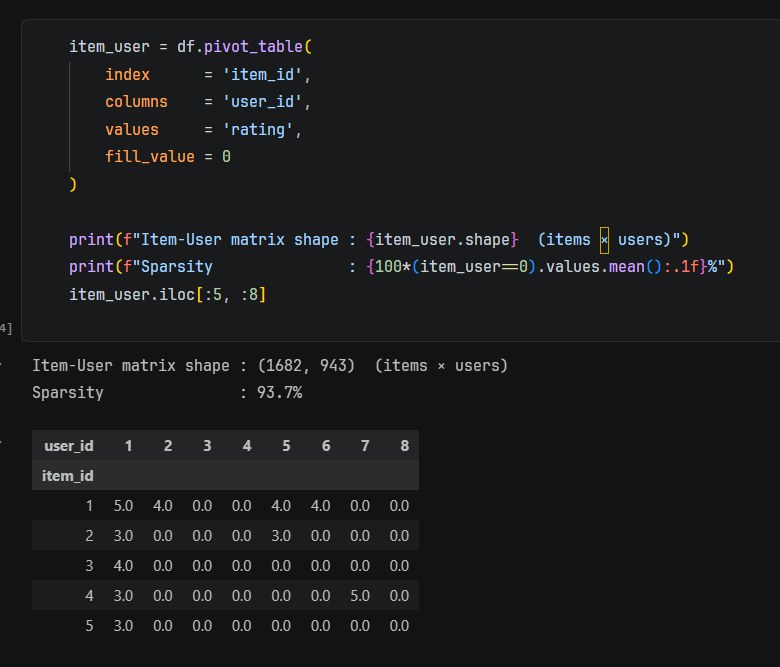 item_user = df.pivot_table(
    index      = 'item_id',
    columns    = 'user_id',
    values     = 'rating',
    fill_value = 0
)
print(f"Item-User matrix shape : {item_user.shape}  (items × users)")
print(f"Sparsity               : {100*(item_user==0).values.mean():.1f}%")
item_user.iloc[:5, :8]
4]
Item-User matrix shape : (1682, 943)  (items × users)
Sparsity               : 93.7%
user_id 1 2 3 4 5 6 7 8
item_id
1 5.0 4.0 0.0 0.0 4.0 4.0 0.0 0.0
2 3.0 0.0 0.0 0.0 3.0 0.0 0.0 0.0
3 4.0 0.0 0.0 0.0 0.0 0.0 0.0 0.0
4 3.0 0.0 0.0 0.0 0.0 0.0 5.0 0.0
5 3.0 0.0 0.0 0.0 0.0 0.0 0.0 0.0